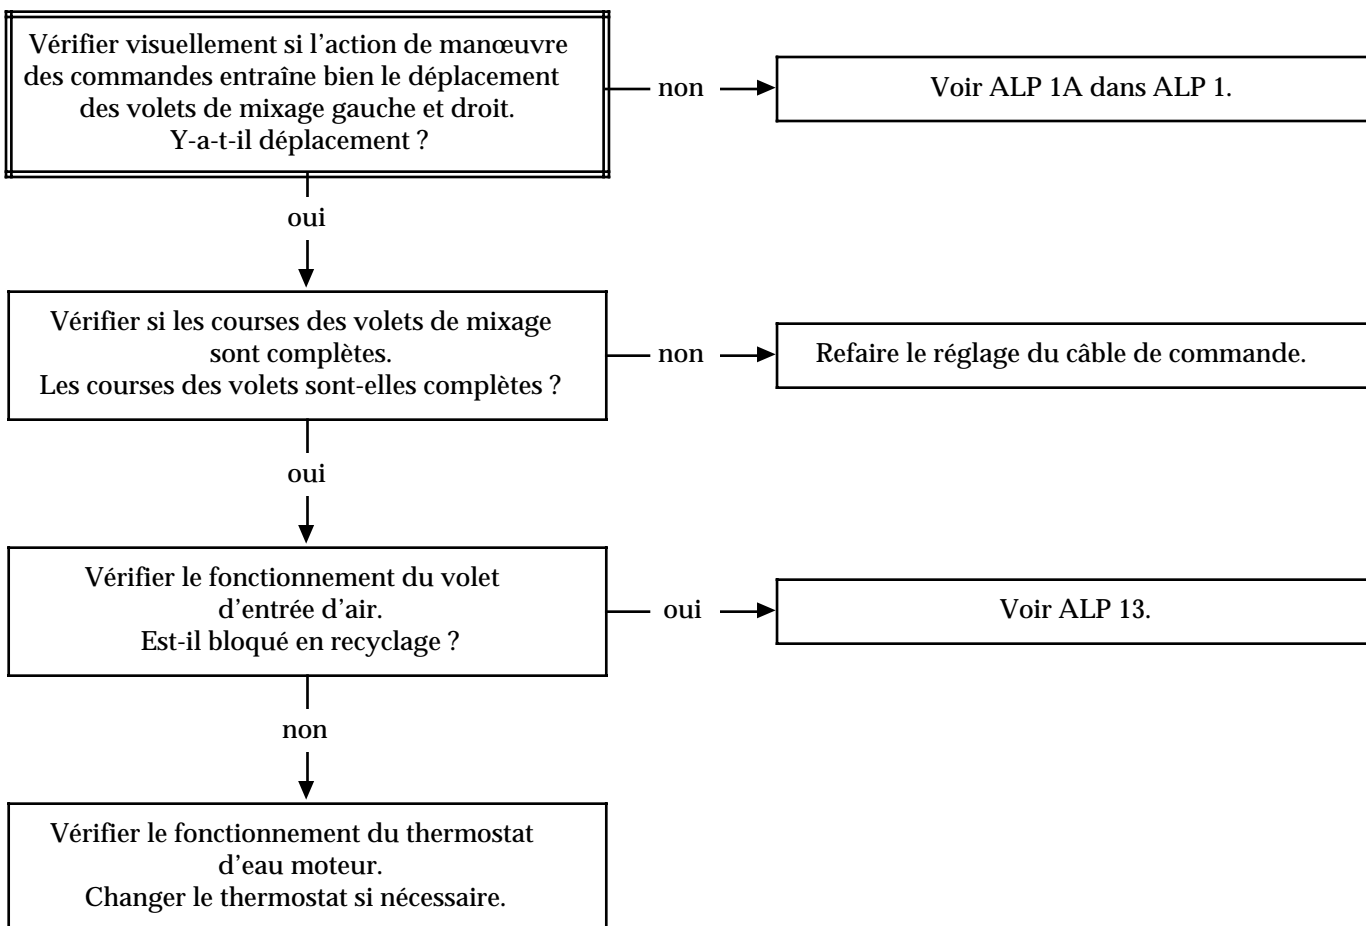 Vérifier visuellement si l'action de manœuvre
des commandes entraîne bien le déplacement
des volets de mixage gauche et droit.
Y-a-t-il déplacement ?
non
Voir ALP 1A dans ALP 1.
oui
Vérifier si les courses des volets de mixage
sont complètes.
Les courses des volets sont-elles complètes ?
non
Refaire le réglage du câble de commande.
oui
Vérifier le fonctionnement du volet
d'entrée d'air.
Est-il bloqué en recyclage ?
oui
Voir ALP 13.
non
Vérifier le fonctionnement du thermostat
d'eau moteur.
Changer le thermostat si nécessaire.